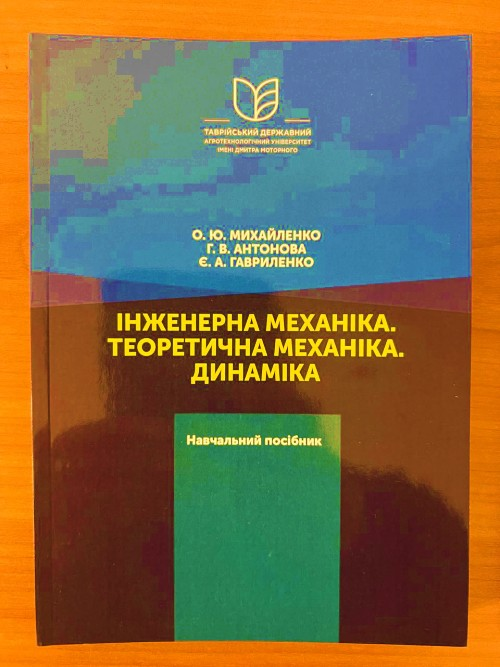 ТАВРІЙСЬКИЙ ДЕРЖАВНИЙ
АГРОТЕХНОЛОГІЧНИЙ УНІВЕРСИТЕТ
ІМЕНІ ДМИТРА МОТОРНОГО
О. Ю. МИХАЙЛЕНКО
Г. В. АНТОНОВА
Є. А. ГАВРИЛЕНКО
ІНЖЕНЕРНА МЕХАНІКА.
ТЕОРЕТИЧНА МЕХАНІКА.
ДИНАМІКА
Навчальний посібник